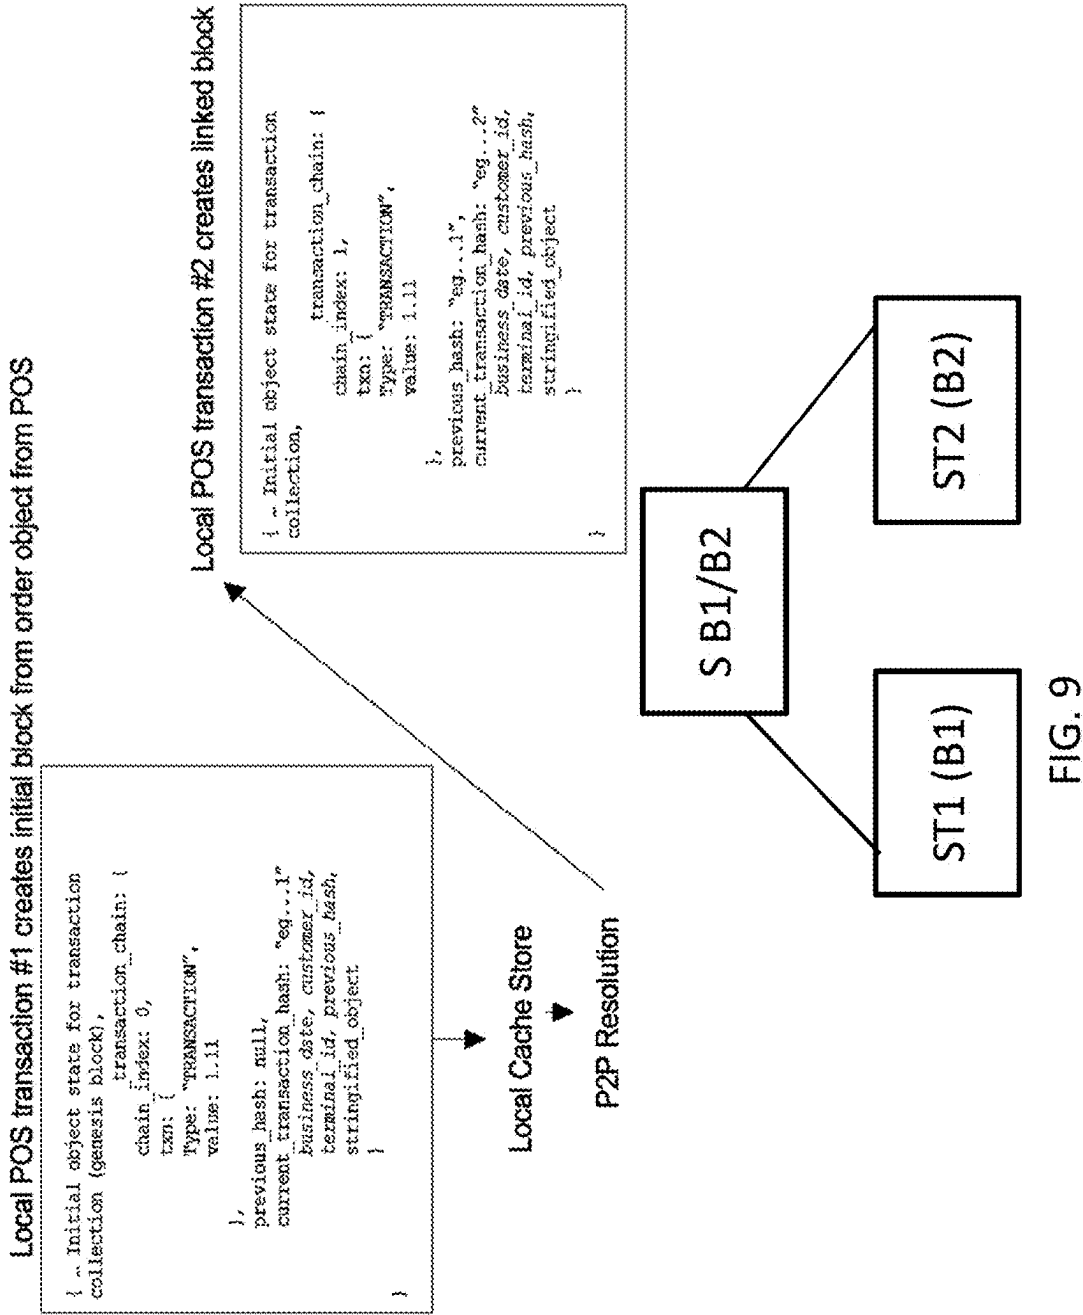 Local POS transaction #1 creates initial block from order object from POS
{ … Initial object state for transaction
collection (genesis block),
transaction_chain: {
chain_index: 0,
txn: {
Type: "TRANSACTION",
value: 1.11
},
previous_hash: null,
current_transaction_hash: "eg...1"
business_date, customer_id,
terminal_id, previous_hash,
stringified_object
}
}
Local Cache Store
P2P Resolution
Local POS transaction #2 creates linked block
{ … Initial object state for transaction
collection,
transaction_chain: {
chain_index: 1,
txn: {
Type: "TRANSACTION",
value: 1.11
},
previous_hash: "eg...1",
current_transaction_hash: "eg...2"
business_date, customer_id,
terminal_id, previous_hash,
stringified_object
}
}
S B1/B2
ST1 (B1)
ST2 (B2)
FIG. 9